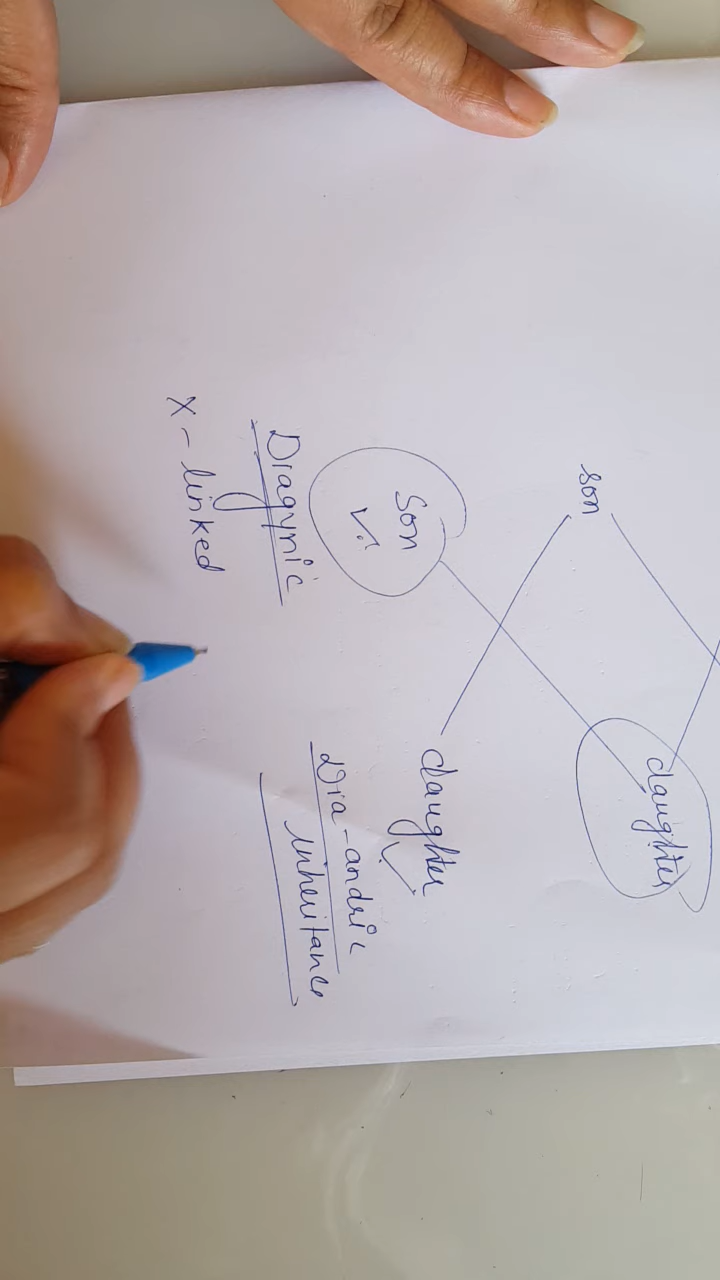 son
daughter
son
daughter
Diagynic
Dia-andric
inheritance
X-linked